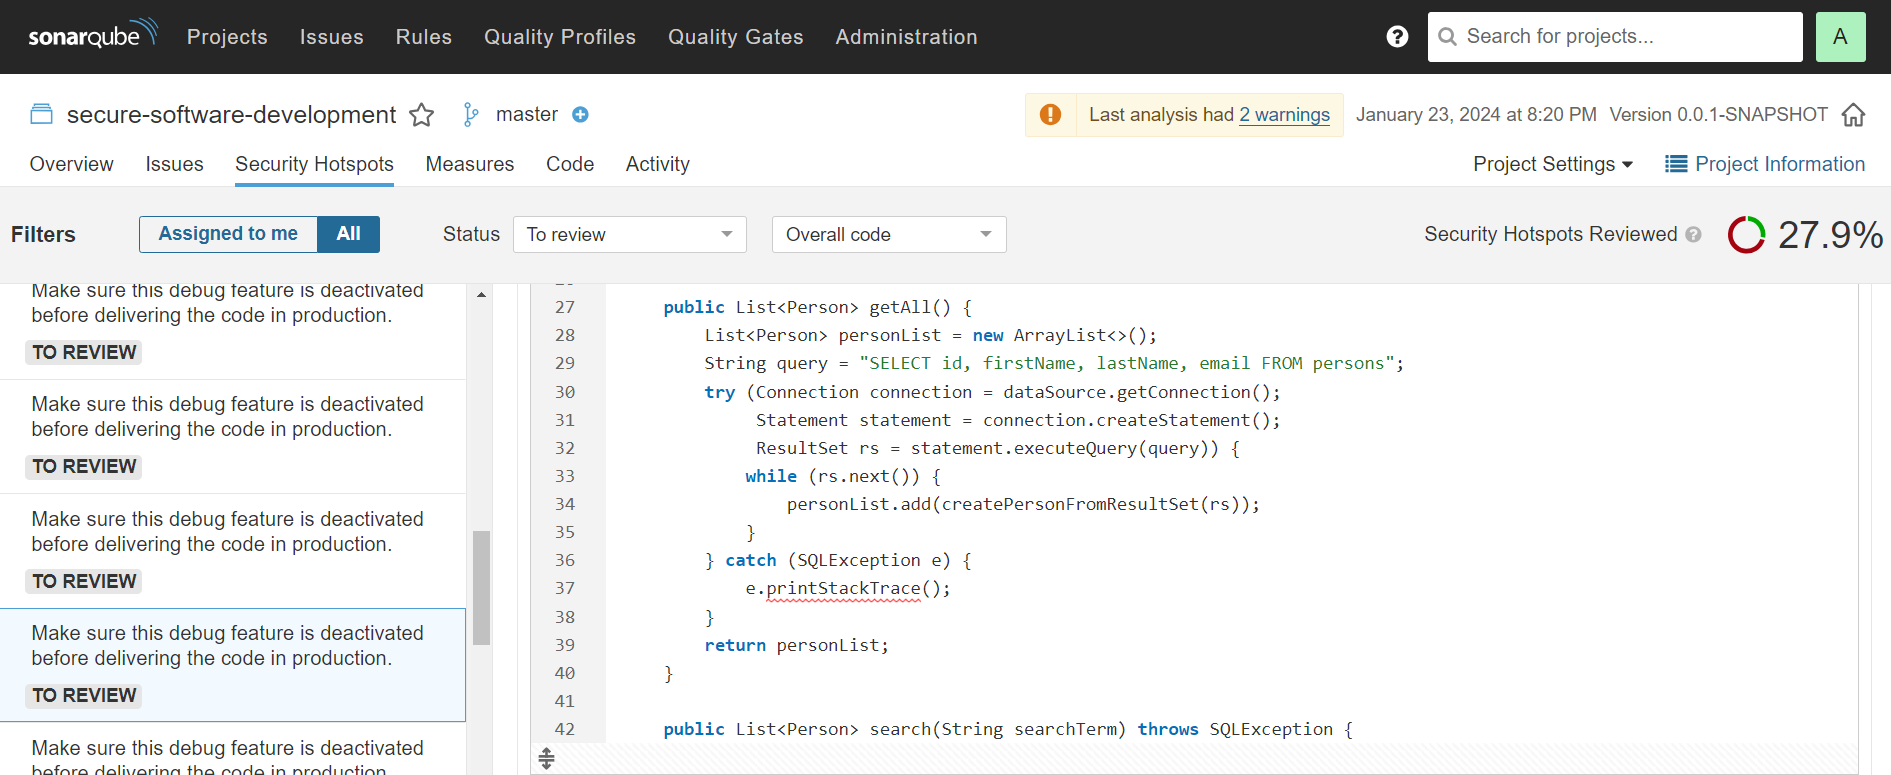 sonarqube Projects Issues Rules Quality Profiles Quality Gates Administration ? Search for projects... A
secure-software-development master Last analysis had 2 warnings January 23, 2024 at 8:20 PM Version 0.0.1-SNAPSHOT
Overview Issues Security Hotspots Measures Code Activity Project Settings Project Information
Filters Assigned to me All Status To review Overall code Security Hotspots Reviewed ? 27.9%
Make sure this debug feature is deactivated
before delivering the code in production.
TO REVIEW
Make sure this debug feature is deactivated
before delivering the code in production.
TO REVIEW
Make sure this debug feature is deactivated
before delivering the code in production.
TO REVIEW
Make sure this debug feature is deactivated
before delivering the code in production.
TO REVIEW
Make sure this debug feature is deactivated
before delivering the code in production
27 public List<Person> getAll() {
28 List<Person> personList = new ArrayList<>();
29 String query = "SELECT id, firstName, lastName, email FROM persons";
30 try (Connection connection = dataSource.getConnection();
31 Statement statement = connection.createStatement();
32 ResultSet rs = statement.executeQuery(query)) {
33 while (rs.next()) {
34 personList.add(createPersonFromResultSet(rs));
35 }
36 } catch (SQLException e) {
37 e.printStackTrace();
38 }
39 return personList;
40 }
41
42 public List<Person> search(String searchTerm) throws SQLException {